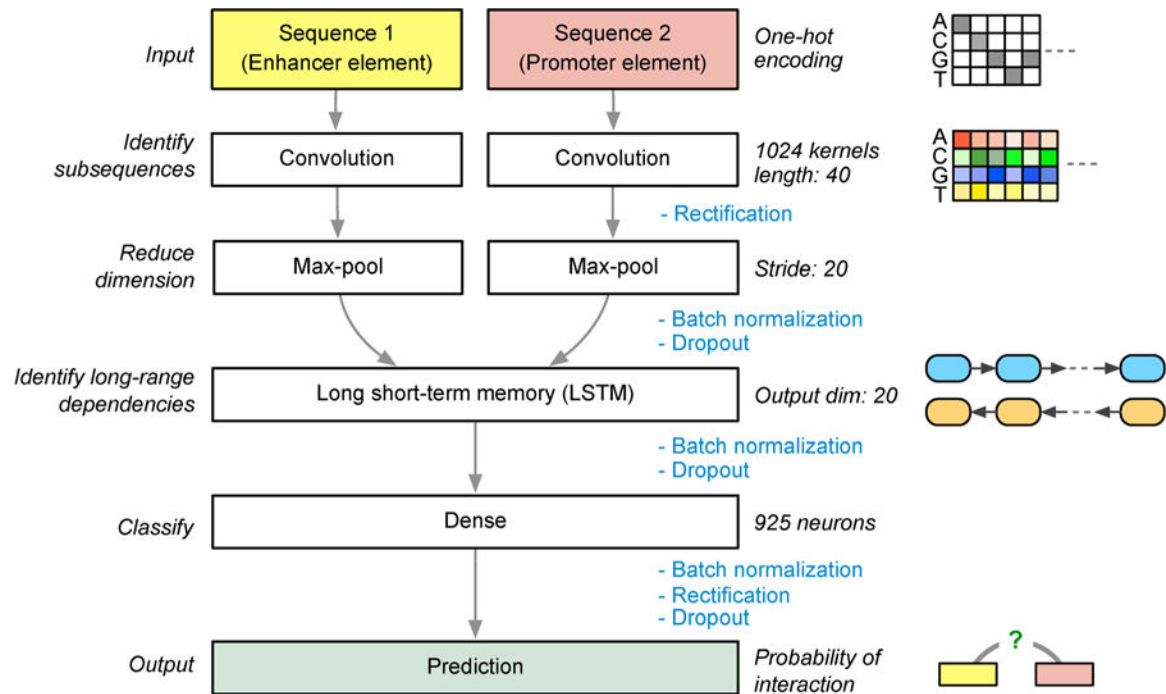 Input
Sequence 1
(Enhancer element)
Sequence 2
(Promoter element)
One-hot
encoding
A
C
G
T
Identify
subsequences
Convolution
Convolution
1024 kernels
length: 40
A
C
G
T
- Rectification
Reduce
dimension
Max-pool
Max-pool
Stride: 20
- Batch normalization
- Dropout
Identify long-range
dependencies
Long short-term memory (LSTM)
Output dim: 20
- Batch normalization
- Dropout
Classify
Dense
925 neurons
- Batch normalization
- Rectification
- Dropout
Output
Prediction
Probability of
interaction
?